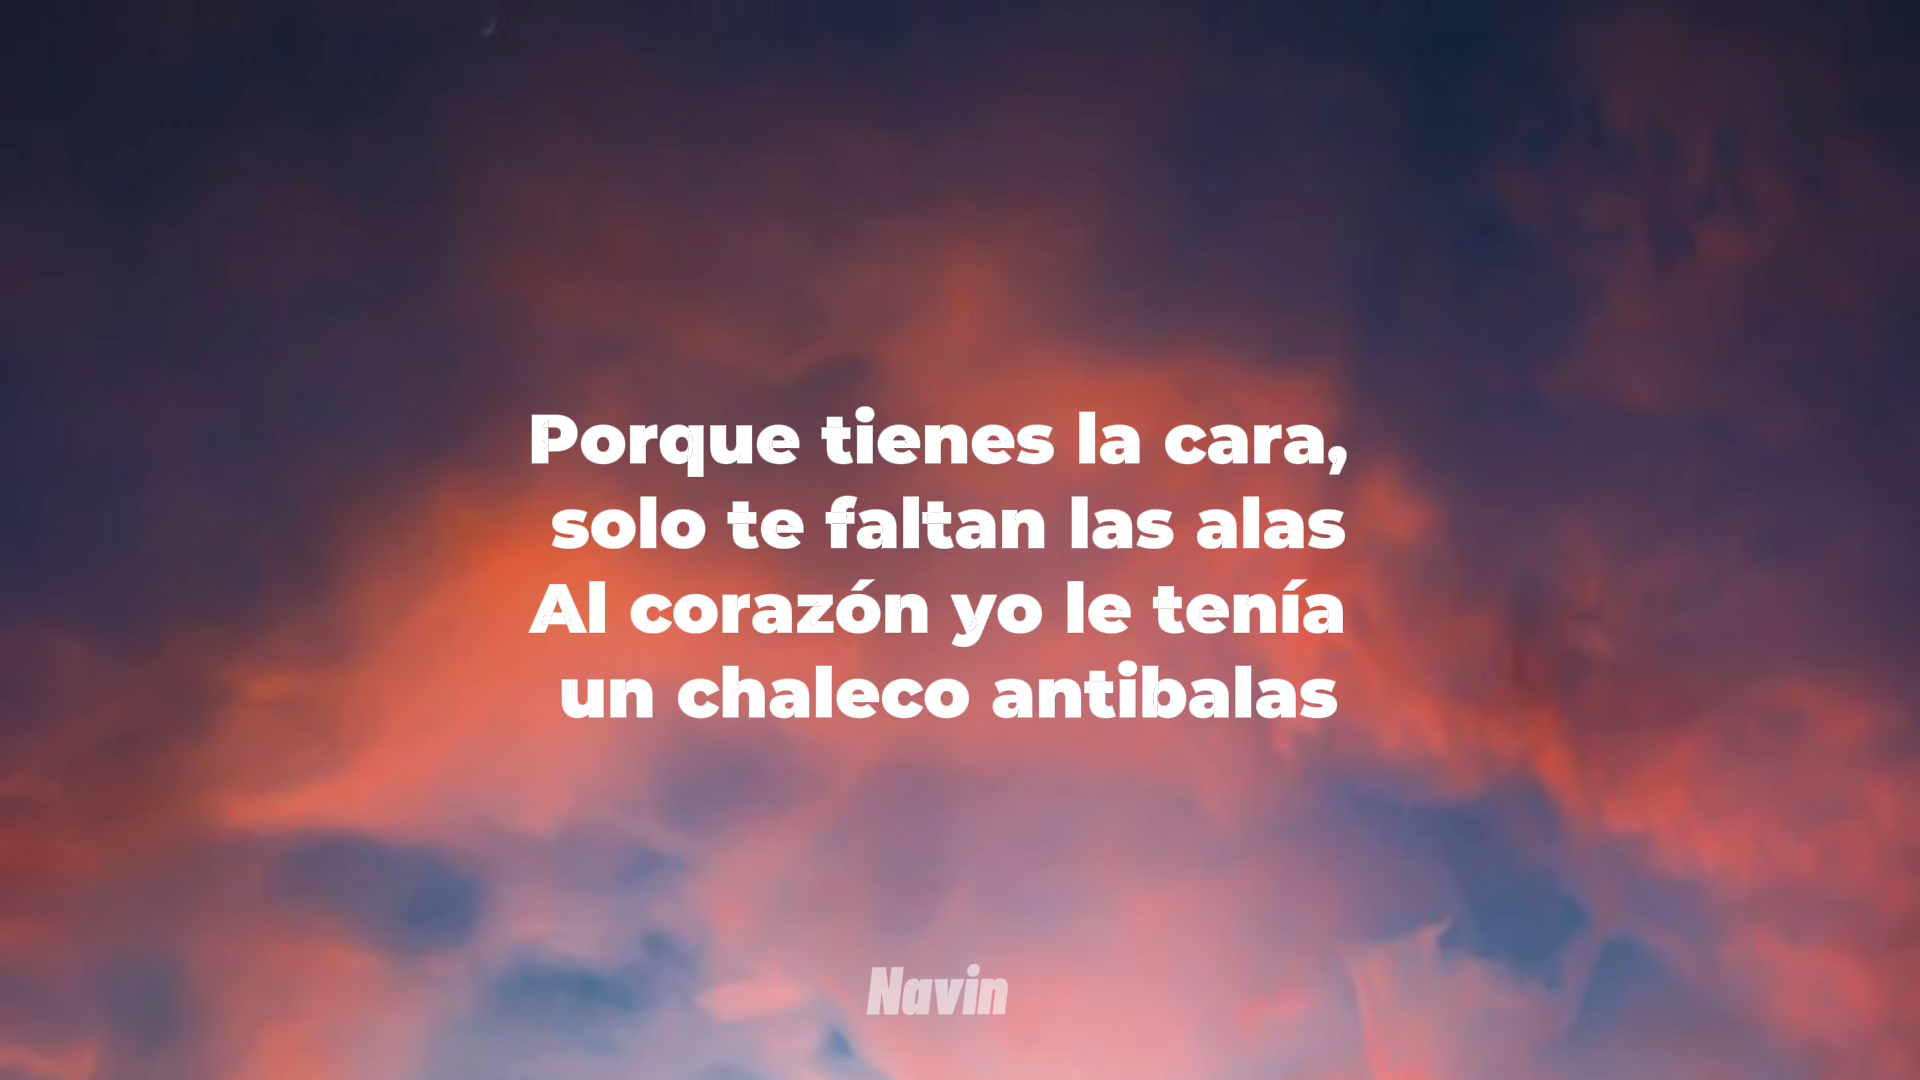 Porque tienes la cara,
solo te faltan las alas
Al corazón yo le tenía
un chaleco antibalas
Navin